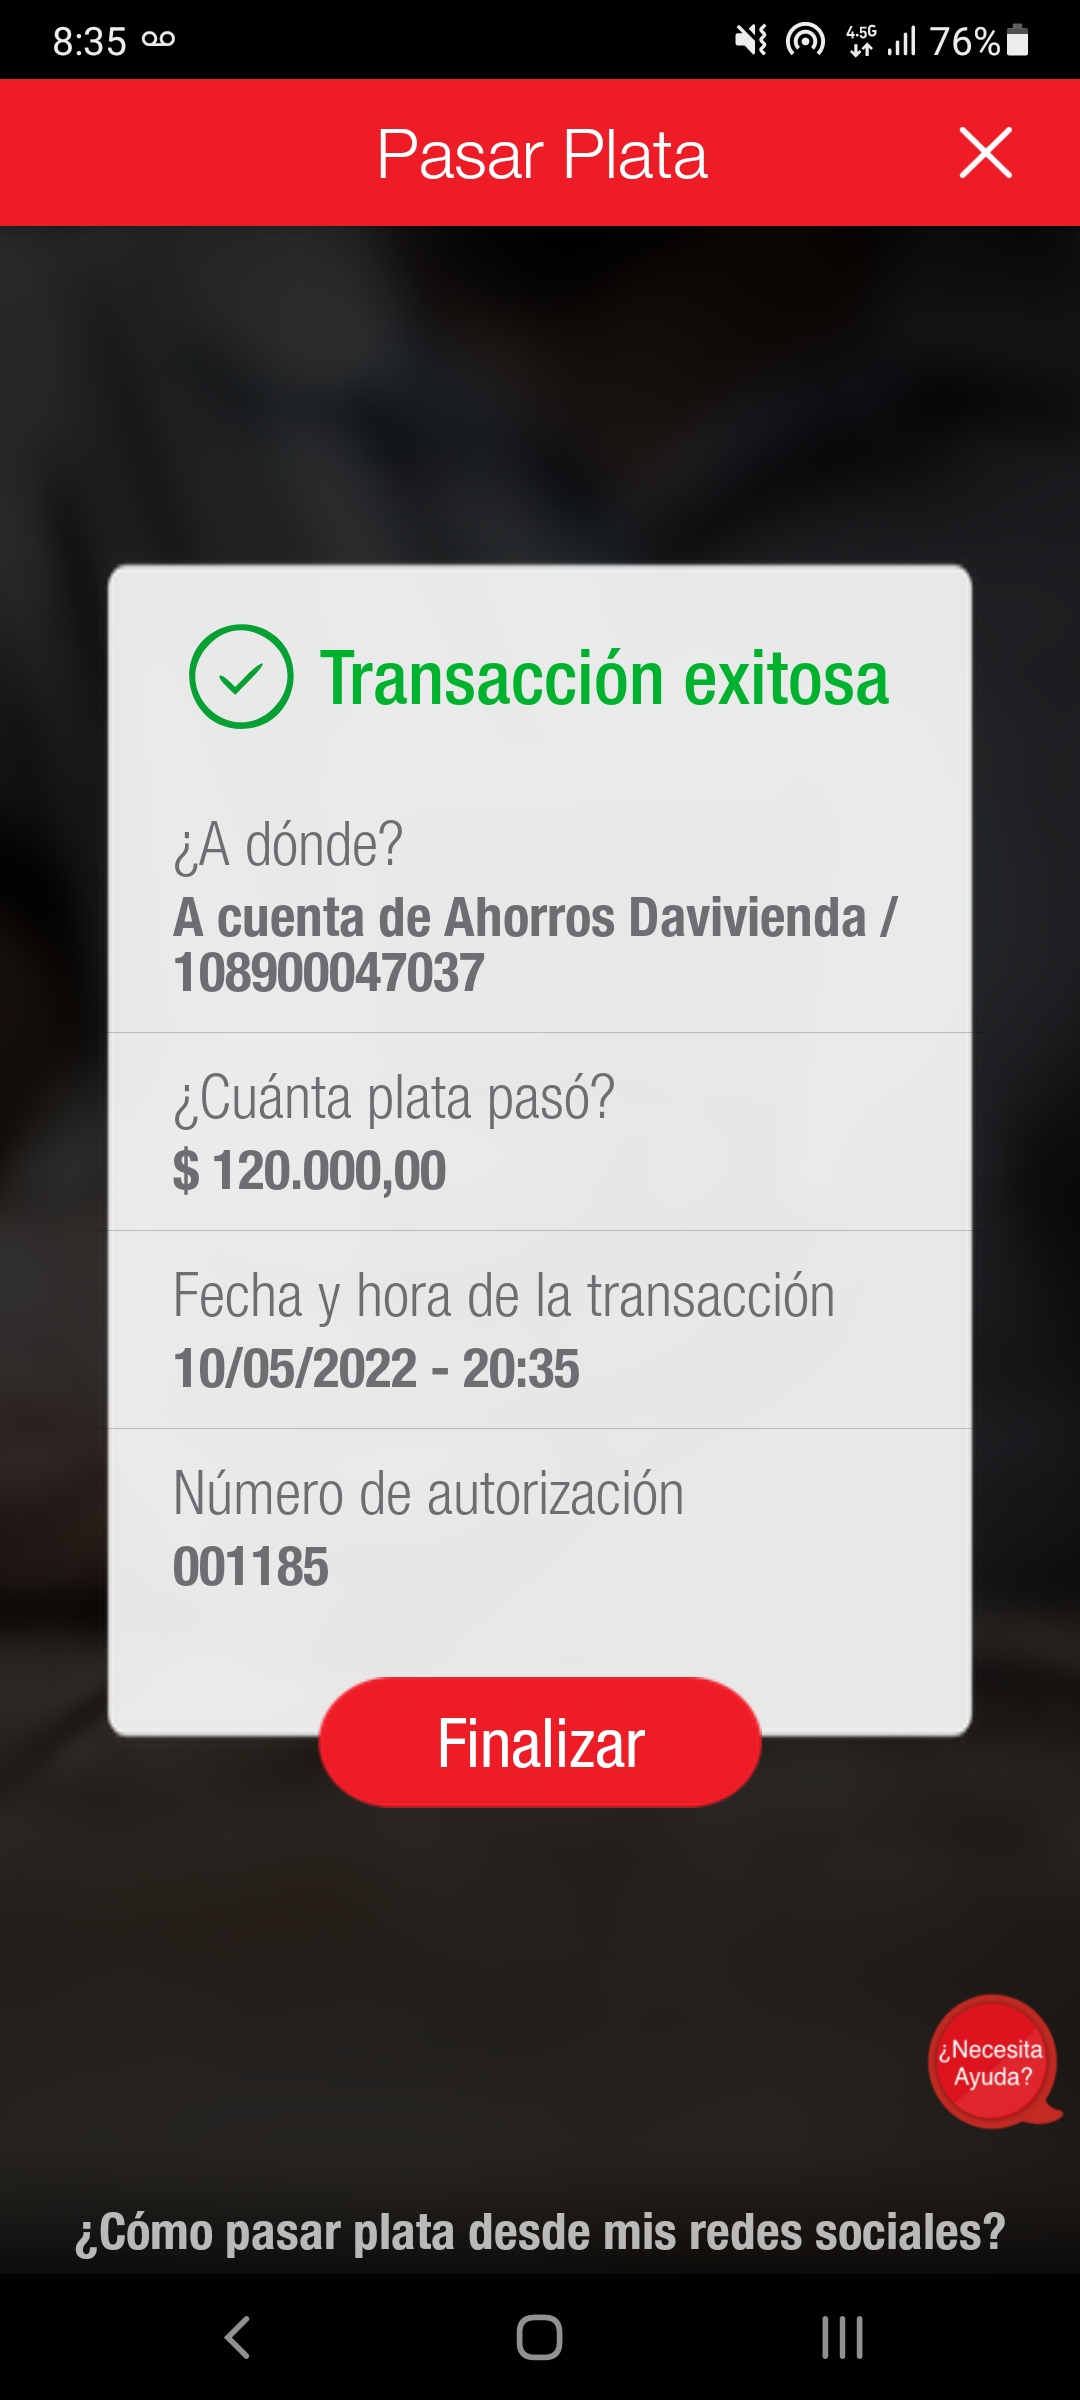 8:35
4.5G 76%
Pasar Plata
Transacción exitosa
¿A dónde?
A cuenta de Ahorros Davivienda /
108900047037
¿Cuánta plata pasó?
$ 120.000,00
Fecha y hora de la transacción
10/05/2022 - 20:35
Número de autorización
001185
Finalizar
¿Necesita
Ayuda?
¿Cómo pasar plata desde mis redes sociales?